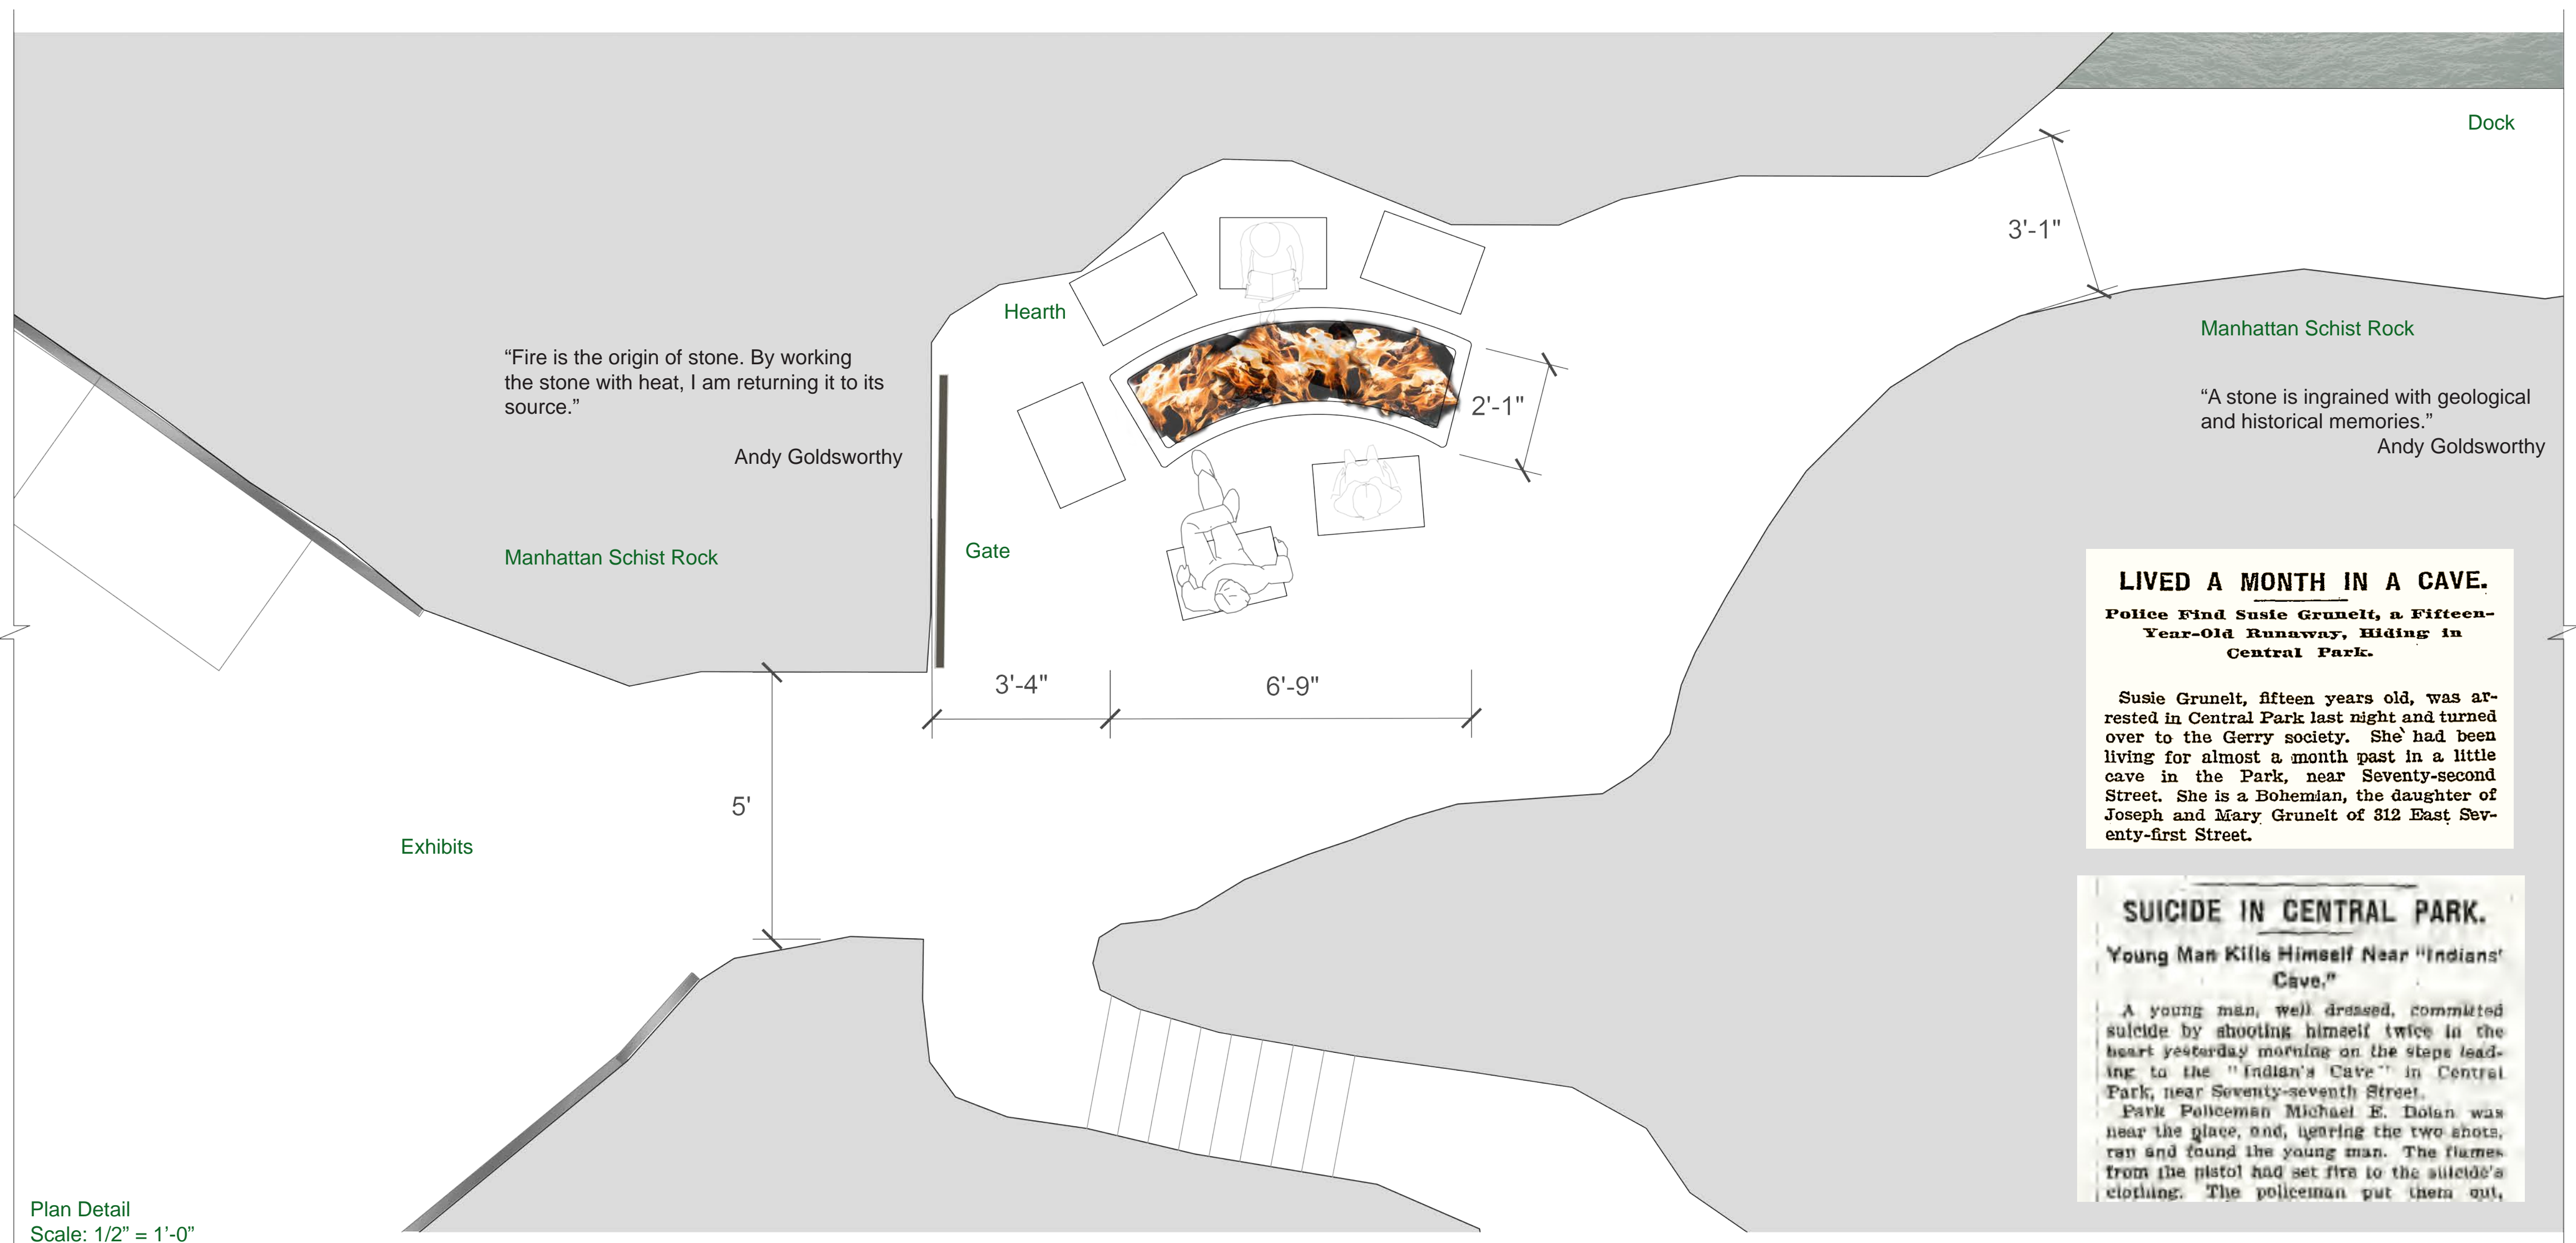 Dock
3'-1"
Hearth
Manhattan Schist Rock
“Fire is the origin of stone. By working
the stone with heat, I am returning it to its
source.”
Andy Goldsworthy
2'-1"
“A stone is ingrained with geological
and historical memories.”
Andy Goldsworthy
Manhattan Schist Rock
Gate
3'-4"
6'-9"
5'
Exhibits
LIVED A MONTH IN A CAVE.
Police Find Susie Grunelt, a Fifteen-
Year-Old Runaway, Hiding in
Central Park.
Susie Grunelt, fifteen years old, was ar-
rested in Central Park last night and turned
over to the Gerry society. She had been
living for almost a month past in a little
cave in the Park, near Seventy-second
Street. She is a Bohemian, the daughter of
Joseph and Mary Grunelt of 312 East Sev-
enty-first Street.
SUICIDE IN CENTRAL PARK.
Young Man Kills Himself Near "Indians'
Cave."
A young man, well dressed, committed
suicide by shooting himself twice in the
heart yesterday morning on the steps lead-
ing to the "Indian's Cave" in Central
Park, near Seventy-seventh Street.
Park Policeman Michael E. Dolan was
near the place, and, hearing the two shots,
ran and found the young man. The flames
from the pistol had set fire to the suicide's
clothing. The policeman put them out,
Plan Detail
Scale: 1/2” = 1’-0”